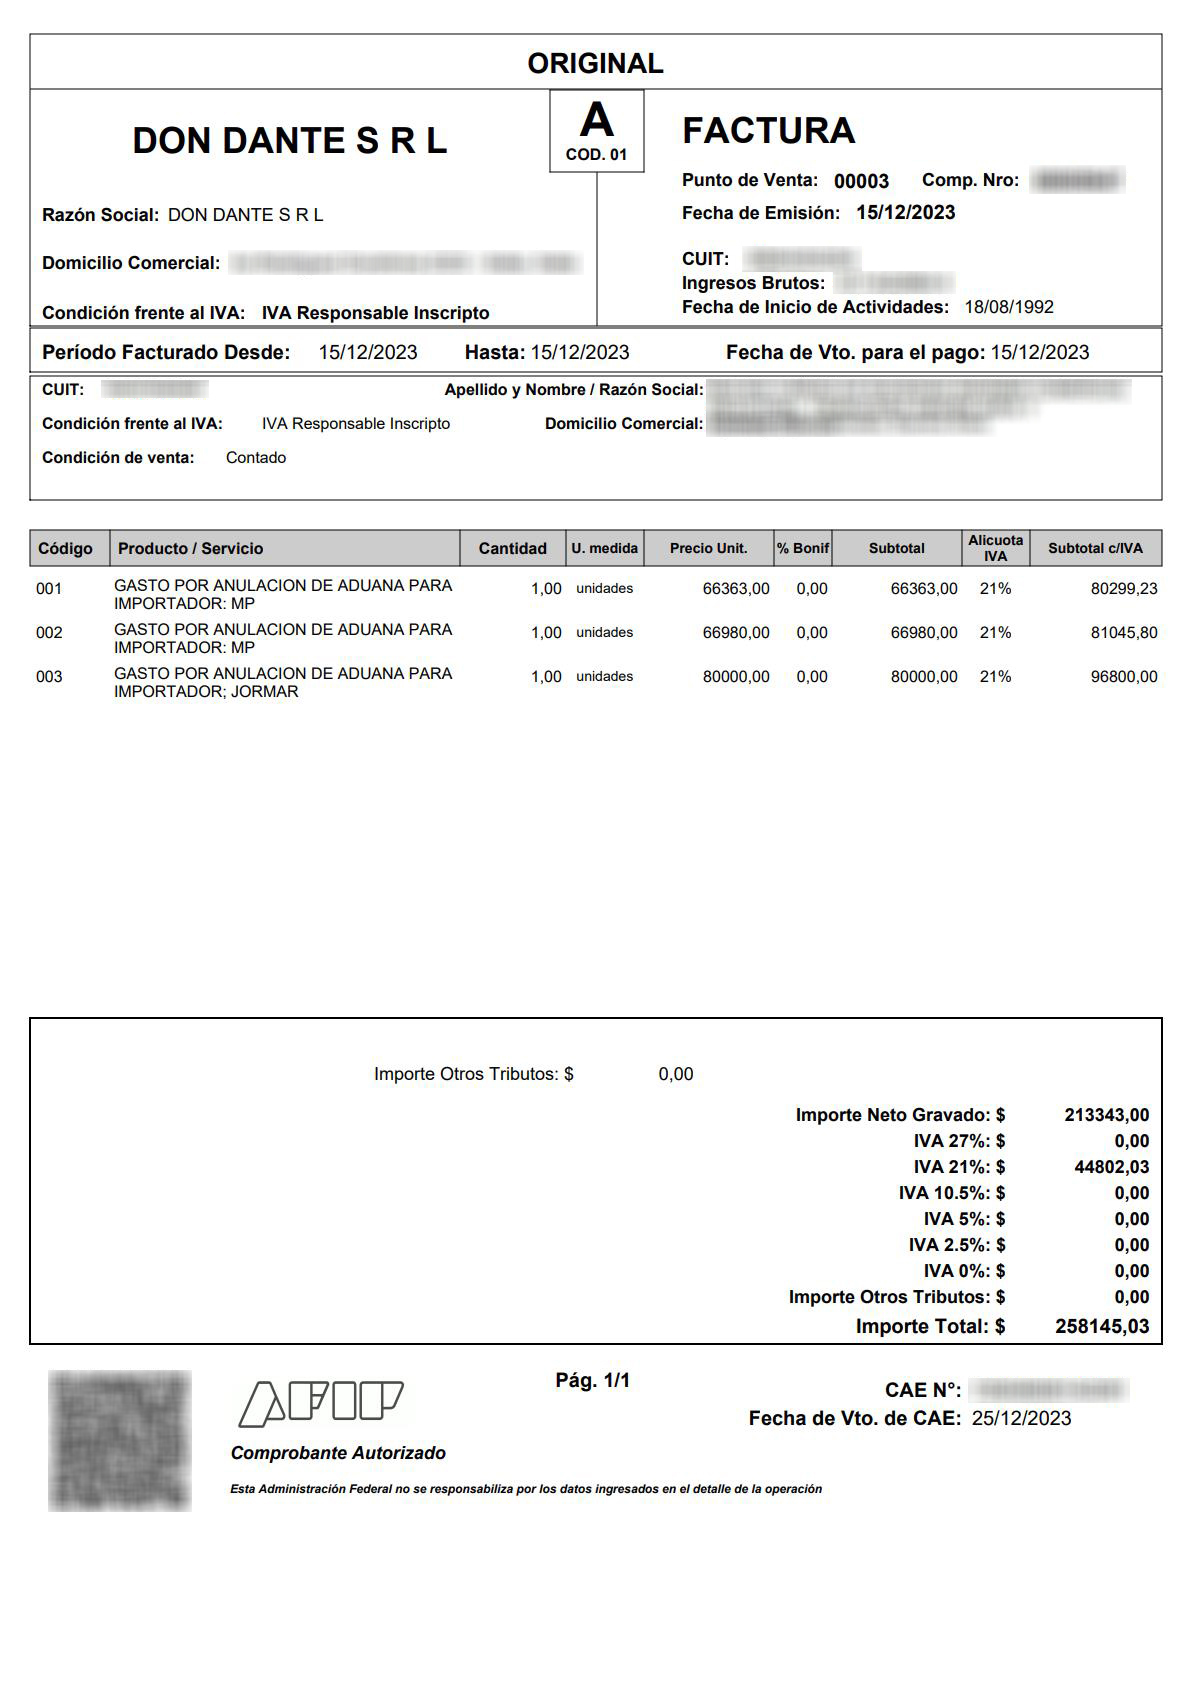 ORIGINAL
DON DANTE S R L
A
COD. 01
FACTURA
Punto de Venta: 00003 Comp. Nro:
Fecha de Emisión: 15/12/2023
Razón Social: DON DANTE S R L
Domicilio Comercial:
CUIT:
Ingresos Brutos:
Condición frente al IVA: IVA Responsable Inscripto
Fecha de Inicio de Actividades: 18/08/1992
Período Facturado Desde: 15/12/2023 Hasta: 15/12/2023 Fecha de Vto. para el pago: 15/12/2023
CUIT: Apellido y Nombre / Razón Social:
Condición frente al IVA: IVA Responsable Inscripto Domicilio Comercial:
Condición de venta: Contado
Código Producto / Servicio Cantidad U. medida Precio Unit. % Bonif Subtotal Alicuota IVA Subtotal c/IVA
001 GASTO POR ANULACION DE ADUANA PARA 1,00 unidades 66363,00 0,00 66363,00 21% 80299,23
IMPORTADOR: MP
002 GASTO POR ANULACION DE ADUANA PARA 1,00 unidades 66980,00 0,00 66980,00 21% 81045,80
IMPORTADOR: MP
003 GASTO POR ANULACION DE ADUANA PARA 1,00 unidades 80000,00 0,00 80000,00 21% 96800,00
IMPORTADOR; JORMAR
Importe Otros Tributos: $ 0,00
Importe Neto Gravado: $ 213343,00
IVA 27%: $ 0,00
IVA 21%: $ 44802,03
IVA 10.5%: $ 0,00
IVA 5%: $ 0,00
IVA 2.5%: $ 0,00
IVA 0%: $ 0,00
Importe Otros Tributos: $ 0,00
Importe Total: $ 258145,03
AFIP
Pág. 1/1
CAE N°:
Fecha de Vto. de CAE: 25/12/2023
Comprobante Autorizado
Esta Administración Federal no se responsabiliza por los datos ingresados en el detalle de la operación